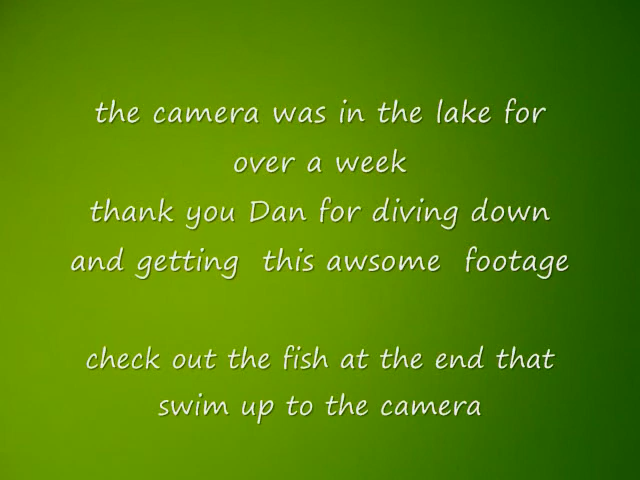 the camera was in the lake for
over a week
thank you Dan for diving down
and getting  this awsome  footage
check out the fish at the end that
swim up to the camera